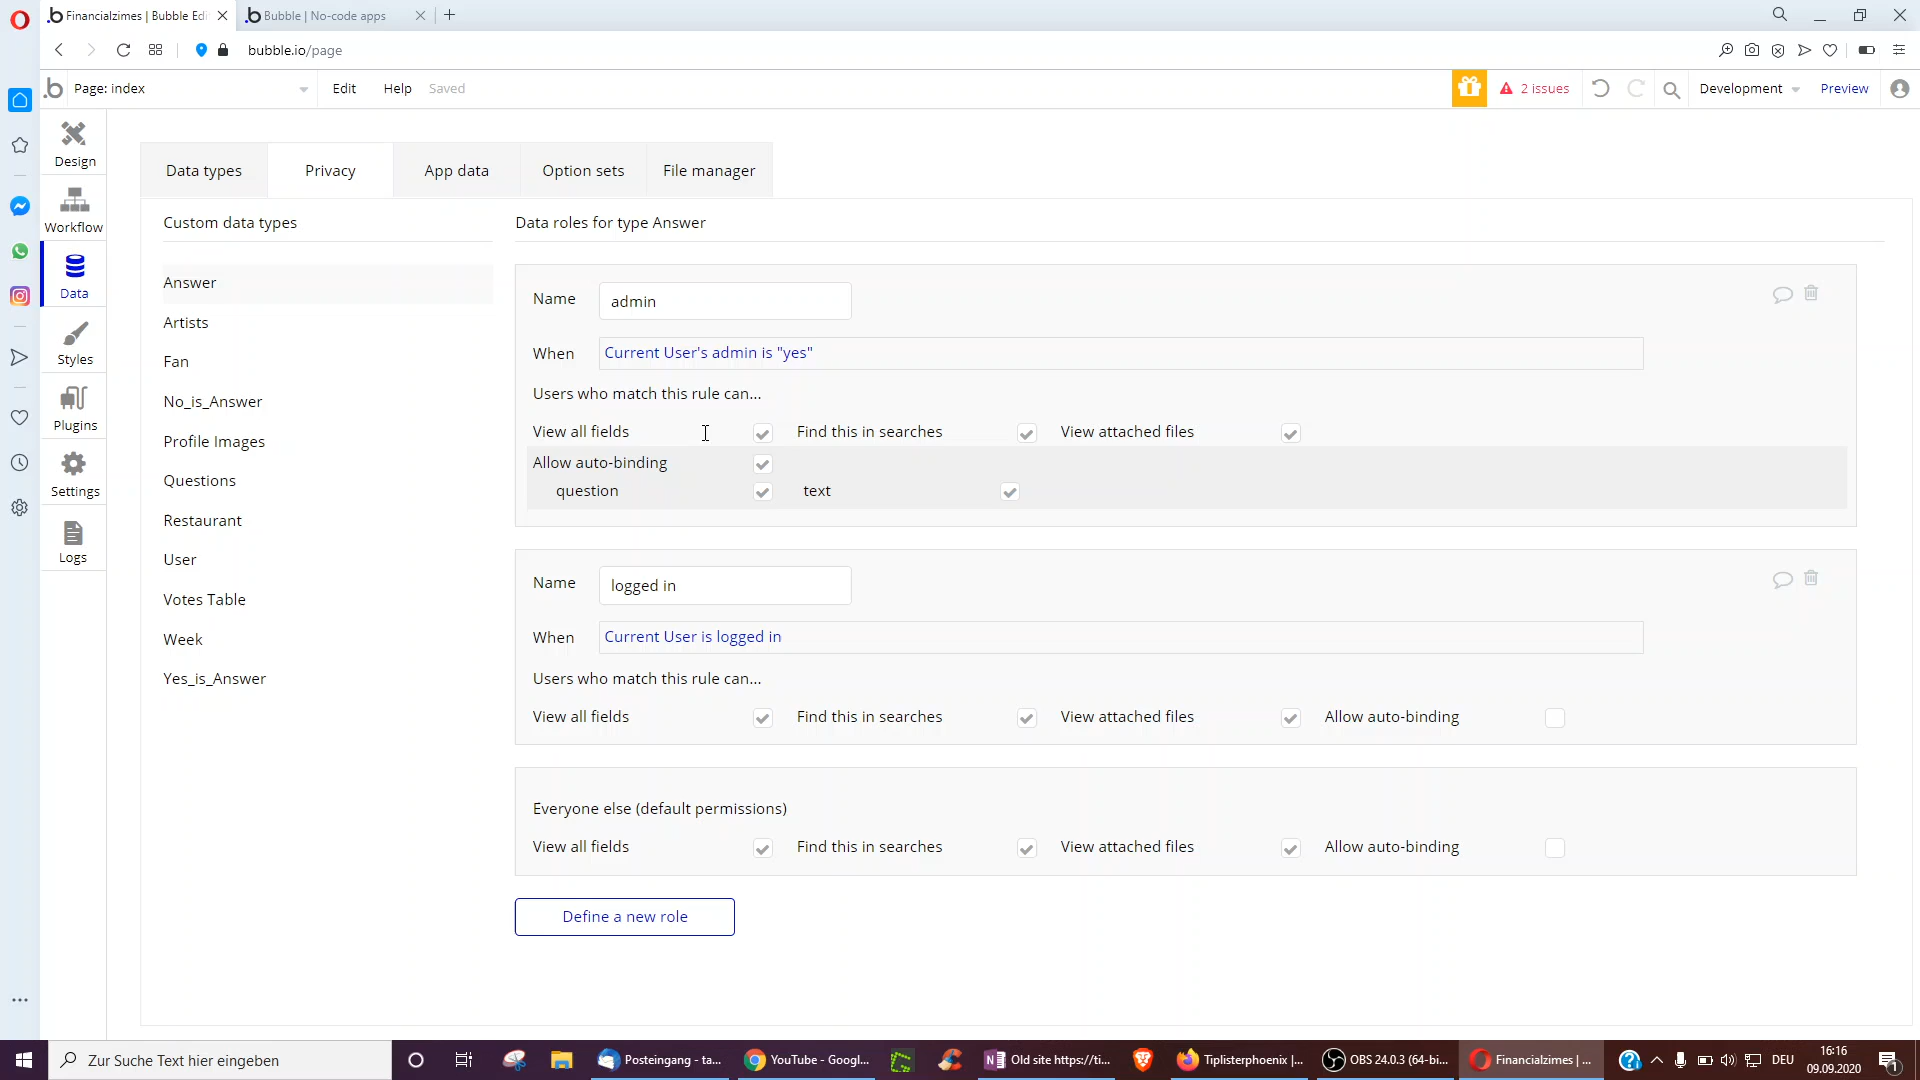 Financialzimes | Bubble Edi
Bubble | No-code apps
bubble.io/page
Page: index
Edit
Help
Saved
2 issues
Development
Preview
Design
Workflow
Data
Styles
Plugins
Settings
Logs
Data types
Privacy
App data
Option sets
File manager
Custom data types
Answer
Artists
Fan
No_is_Answer
Profile Images
Questions
Restaurant
User
Votes Table
Week
Yes_is_Answer
Data roles for type Answer
Name admin
When Current User's admin is "yes"
Users who match this rule can...
View all fields Find this in searches View attached files
Allow auto-binding
question text
Name logged in
When Current User is logged in
Users who match this rule can...
View all fields Find this in searches View attached files Allow auto-binding
Everyone else (default permissions)
View all fields Find this in searches View attached files Allow auto-binding
Define a new role
Zur Suche Text hier eingeben
Posteingang - ta...
YouTube - Googl...
Old site https://ti...
Tiplisterphoenix |...
OBS 24.0.3 (64-bi...
Financialzimes | ...
DEU
16:16
09.09.2020
1